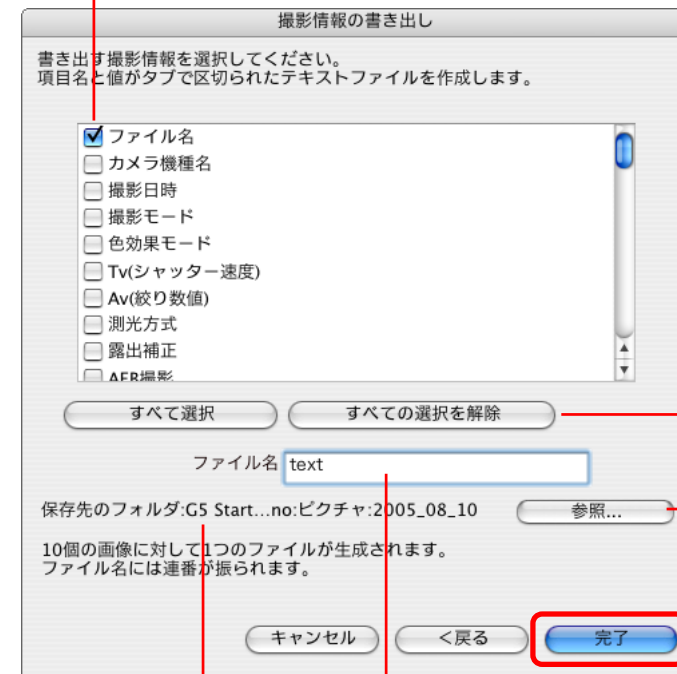 撮影情報の書き出し
書き出す撮影情報を選択してください。
項目名と値がタブで区切られたテキストファイルを作成します。
ファイル名
カメラ機種名
撮影日時
撮影モード
色効果モード
Tv(シャッター速度)
Av(絞り数値)
測光方式
露出補正
AEB撮影
すべて選択 すべての選択を解除
ファイル名 text
保存先のフォルダ:G5 Start...no:ピクチャ:2005_08_10 参照...
10個の画像に対して1つのファイルが生成されます。
ファイル名には連番が振られます。
キャンセル <戻る 完了